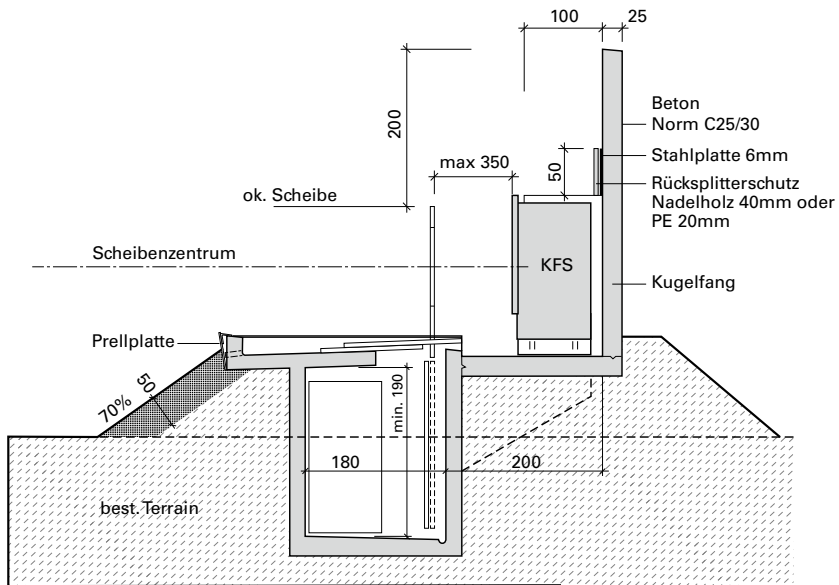 100
25
200
Beton
Norm C25/30
50
Stahlplatte 6mm
max 350
Rücksplitterschutz
Nadelholz 40mm oder
PE 20mm
ok. Scheibe
Scheibenzentrum
KFS
Kugelfang
Prellplatte
50
70%
min. 190
180
200
best. Terrain